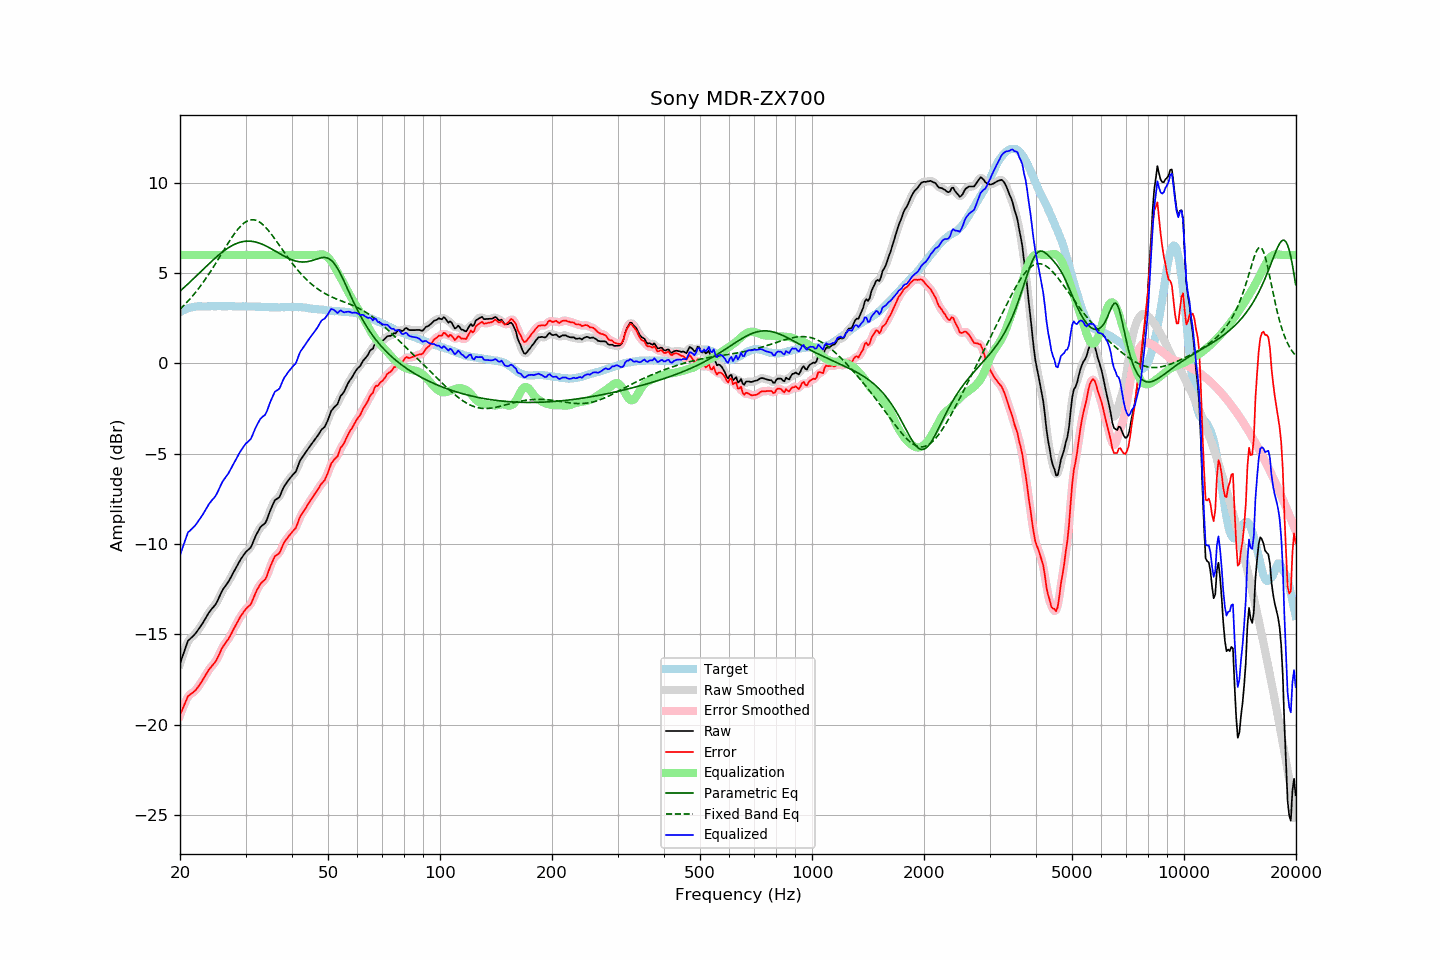 Sony MDR-ZX700
Amplitude (dBr)
10
5
0
−5
−10
−15
−20
−25
Target
Raw Smoothed
Error Smoothed
Raw
Error
Equalization
Parametric Eq
Fixed Band Eq
Equalized
20
50
100
200
500
1000
2000
5000
10000
20000
Frequency (Hz)